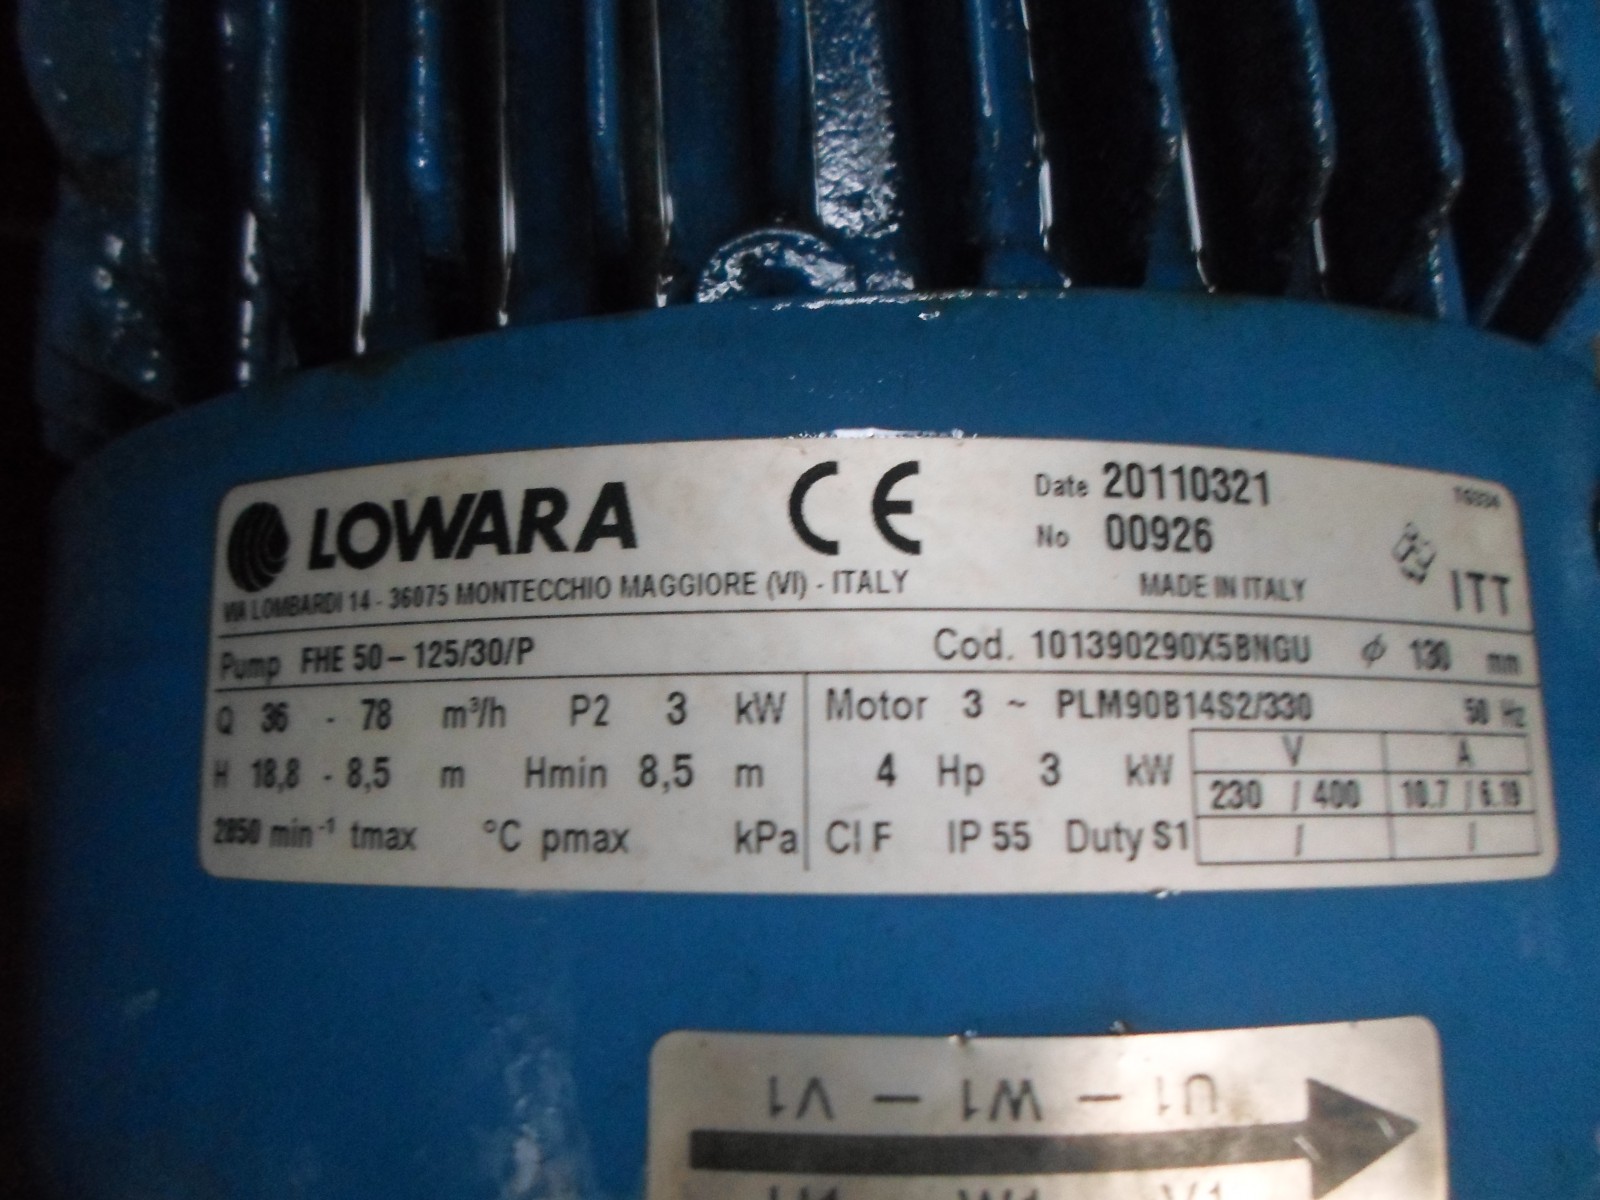 LOWARA CE Date 20110321
No 00926
VIA LOMBARDI 14 - 36075 MONTECCHIO MAGGIORE (VI) - ITALY MADE IN ITALY ITT
Pump FHE 50-125/30/P Cod. 101390290X5BNGU ϕ 130 mm
Q 36 - 78 m³/h P2 3 kW Motor 3 ~ PLM90B14S2/330 50 Hz
H 18,8 - 8,5 m Hmin 8,5 m 4 Hp 3 kW V A
230 / 400 10.7 / 6.19
2850 min⁻¹ tmax °C pmax kPa Cl F IP 55 Duty S1 / /
U1 - W1 - V1